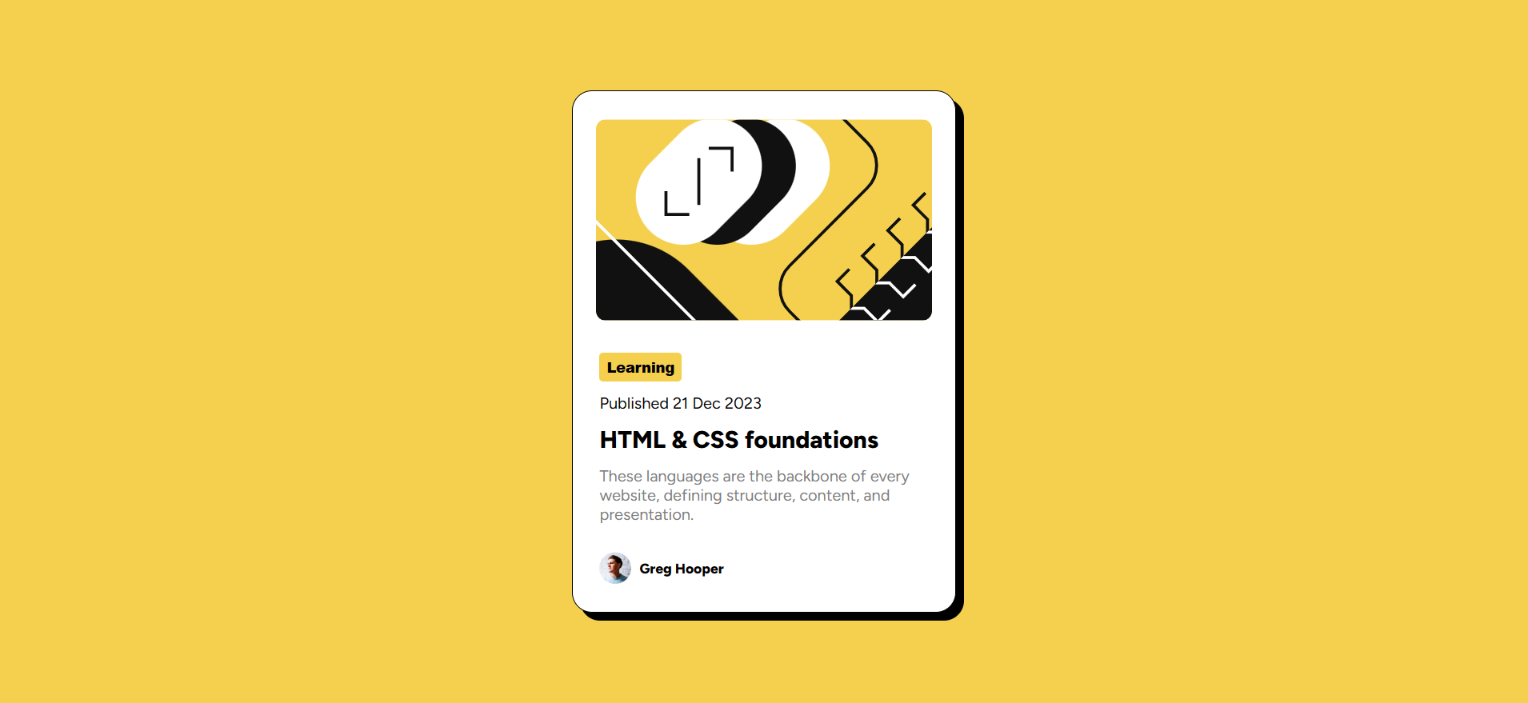 Learning
Published 21 Dec 2023
HTML & CSS foundations
These languages are the backbone of every
website, defining structure, content, and
presentation.
Greg Hooper